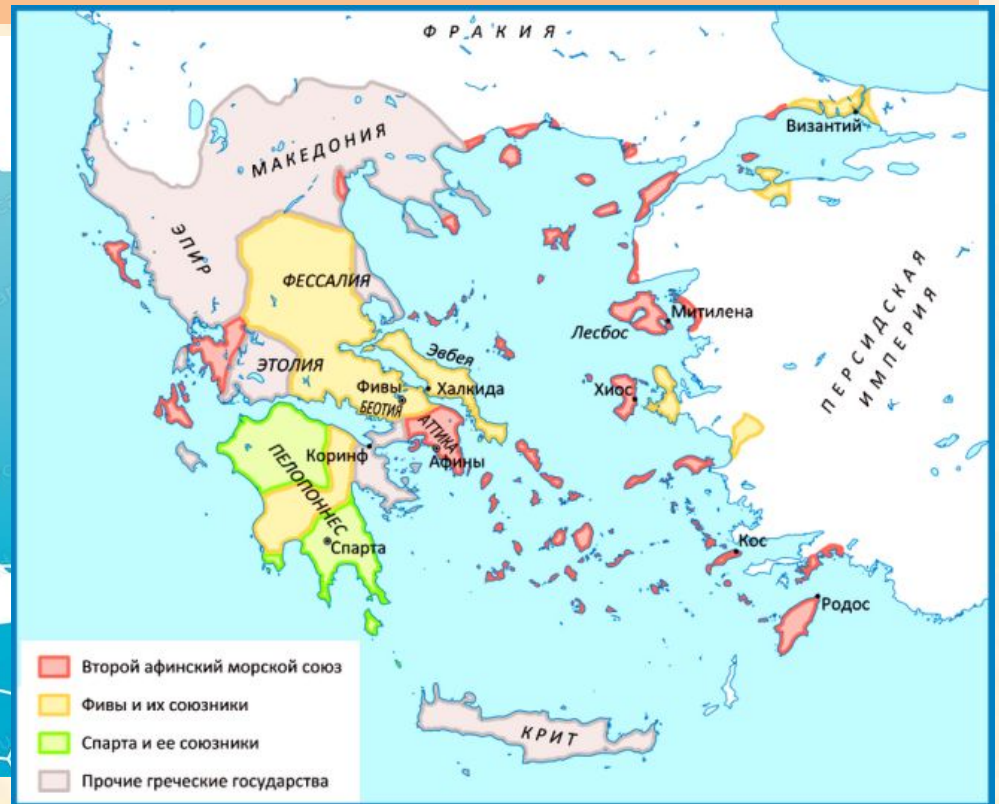 ФРАКИЯ
Византий
МАКЕДОНИЯ
ЭПИР
ФЕССАЛИЯ
ПЕРСИДСКАЯ
ИМПЕРИЯ
Митилена
Лесбос
Эвбея
ЭТОЛИЯ
Фивы
Халкида
Хиос
БЕОТИЯ
АТТИКА
Коринф
Афины
ПЕЛОПОННЕС
Спарта
Кос
Родос
КРИТ
Второй афинский морской союз
Фивы и их союзники
Спарта и ее союзники
Прочие греческие государства